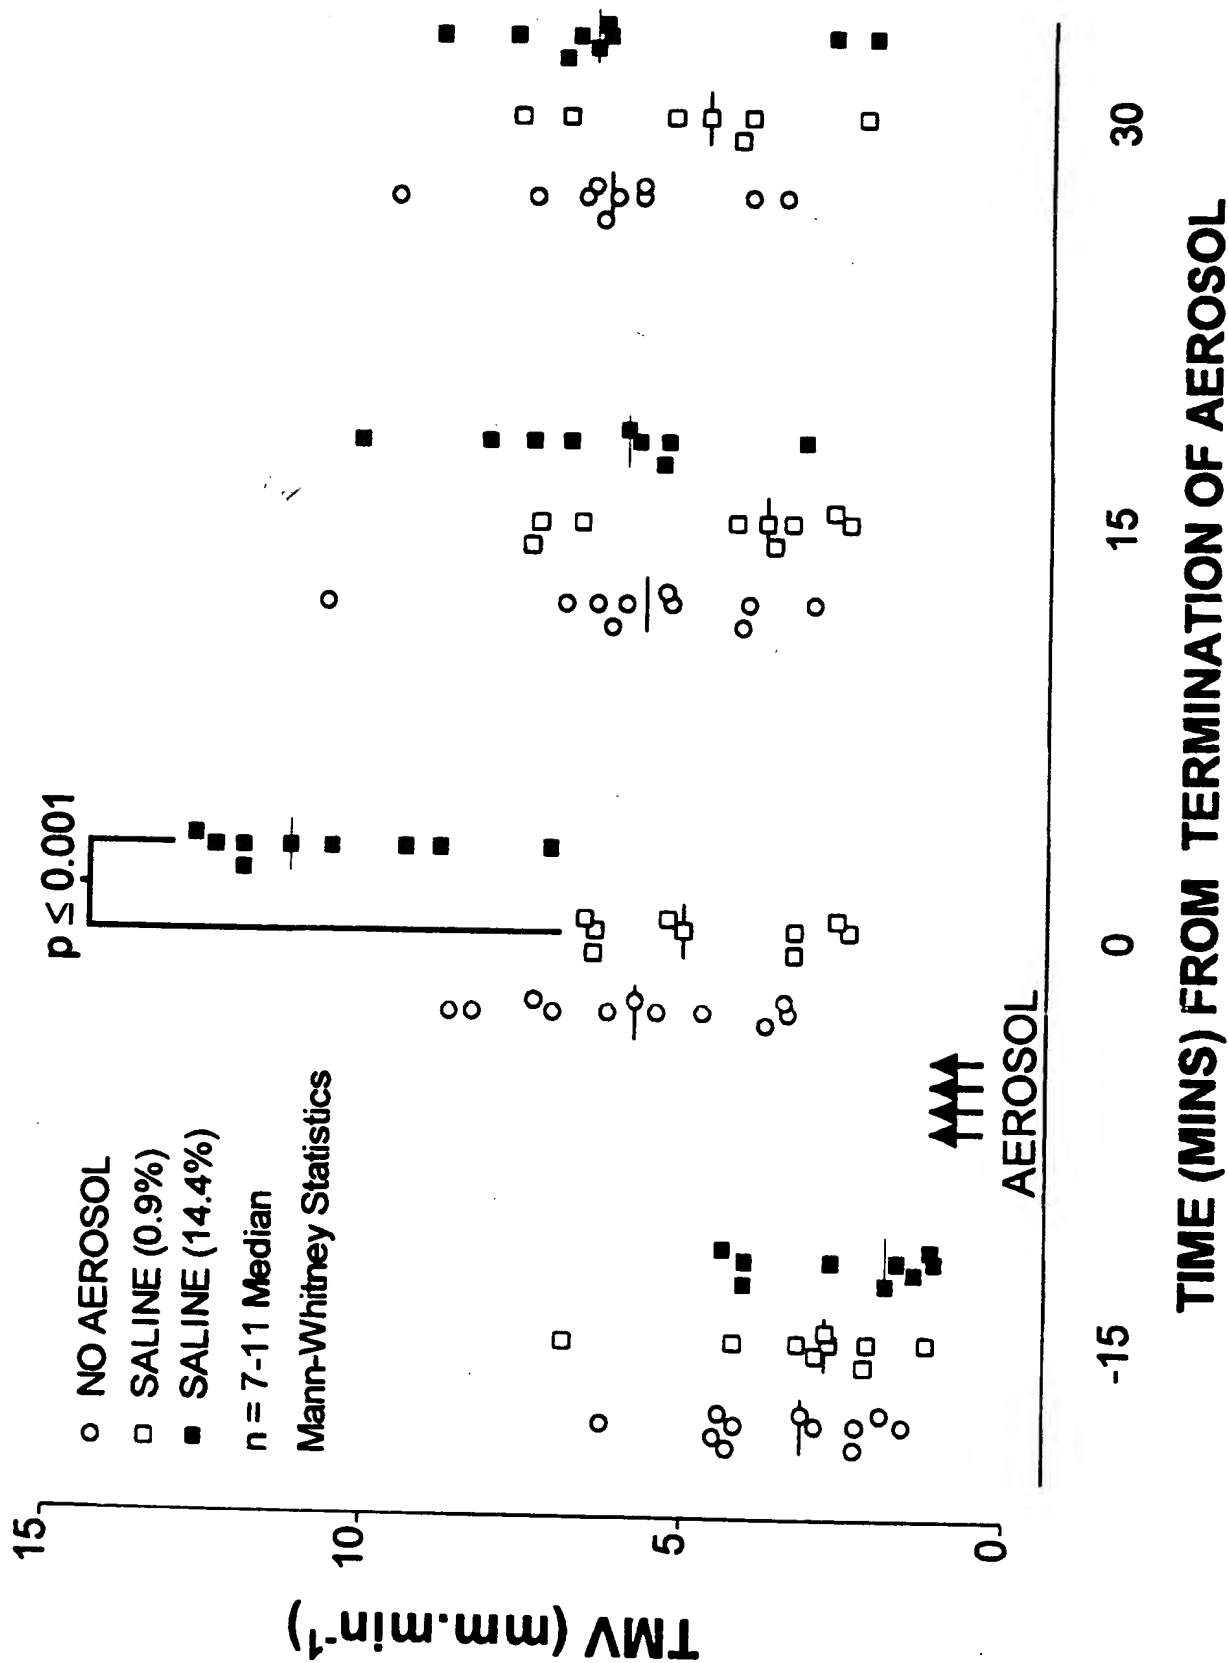 p ≤ 0.001
○ NO AEROSOL
□ SALINE (0.9%)
■ SALINE (14.4%)
n = 7-11 Median
Mann-Whitney Statistics
15
10
5
0
TMV (mm.min⁻¹)
AEROSOL
-15
0
15
30
TIME (MINS) FROM TERMINATION OF AEROSOL